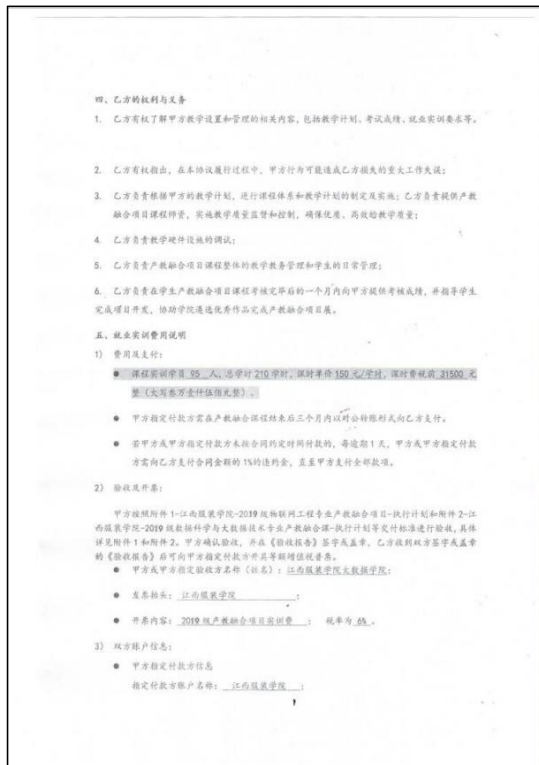 四、乙方的权利与义务
1. 乙方有权了解甲方教学设置和管理的相关内容，包括教学计划、考试成绩、就业实训要求等。
2. 乙方有权指出，在本协议履行过程中，甲方行为可能造成乙方损失的重大工作失误；
3. 乙方负责根据甲方的教学计划，进行课程体系和教学计划的制定及实施；乙方负责提供产教
融合项目课程师资，实施教学质量监督和控制，确保优质、高效的教学质量；
4. 乙方负责教学硬件设施的调试；
5. 乙方负责产教融合项目课程整体的教学教务管理和学生的日常管理；
6. 乙方负责在学生产教融合项目课程考核完毕后的一个月内向甲方提供考核成绩，并指导学生
完成项目开发，协助学院遴选优秀作品完成产教融合项目展。
五、就业实训费用说明
1) 费用及支付：
● 课程实训学员 95 人，总学时 210 学时，课时单价 150 元/学时，课时费税前 31500 元
整（大写叁万壹仟伍佰元整）。
● 甲方指定付款方需在产教融合课程结束后三个月内以对公转账形式向乙方支付。
● 若甲方或甲方指定付款方未按合同约定时间付款的，每逾期 1 天，甲方或甲方指定付款
方需向乙方支付合同金额的 1%的违约金，直至甲方支付全部款项。
2) 验收及开票：
甲方按照附件 1-江西服装学院-2019 级物联网工程专业产教融合项目-执行计划和附件 2-江
西服装学院-2019 级数据科学与大数据技术专业产教融合课-执行计划等交付标准进行验收，具体
详见附件 1 和附件 2。甲方确认验收，并在《验收报告》签字或盖章，乙方收到双方签字或盖章
的《验收报告》后可向甲方指定付款方开具等额增值税普票。
● 甲方或甲方指定验收方名称（姓名）：江西服装学院大数据学院；
● 发票抬头：江西服装学院；
● 开票内容：2019 级产教融合项目实训费； 税率为 6% 。
3) 双方账户信息：
● 甲方指定付款方信息
指定付款方账户名称：江西服装学院；